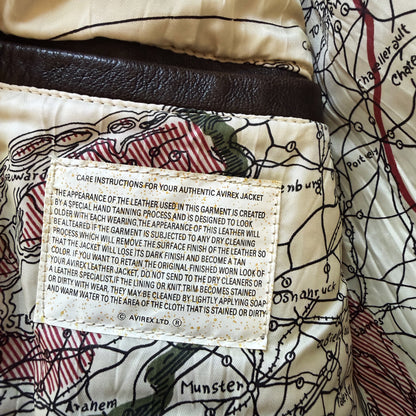 Chatellerault
Poitiers
CARE INSTRUCTIONS FOR YOUR AUTHENTIC AVIREX JACKET
THE APPEARANCE OF THE LEATHER USED IN THIS GARMENT IS CREATED
BY A SPECIAL HAND TANNING PROCESS AND IS DESIGNED TO LOOK
OLDER WITH EACH WEARING. THE APPEARANCE OF THIS LEATHER WILL
BE ALTERED IF THE GARMENT IS SUBJECTED TO ANY DRY CLEANING
PROCESS WHICH WILL REMOVE THE SURFACE FINISH OF THE LEATHER SO
THAT THE JACKET WILL LOSE ITS DARK FINISH AND BECOME A TAN
COLOR. IF YOU WANT TO RETAIN THE ORIGINAL FINISHED WORN LOOK OF
YOUR AVIREX LEATHER JACKET, DO NOT SEND TO THE DRY CLEANERS OR
A LEATHER SPECIALIST. IF THE LINING OR KNIT TRIM BECOMES STAINED
OR DIRTY WITH WEAR, THEY MAY BE CLEANED BY LIGHTLY APPLYING SOAP
AND WARM WATER TO THE AREA OF THE CLOTH THAT IS STAINED OR DIRTY
© AVIREX LTD ®
enburg
Osnanruck
Munster
Arahem